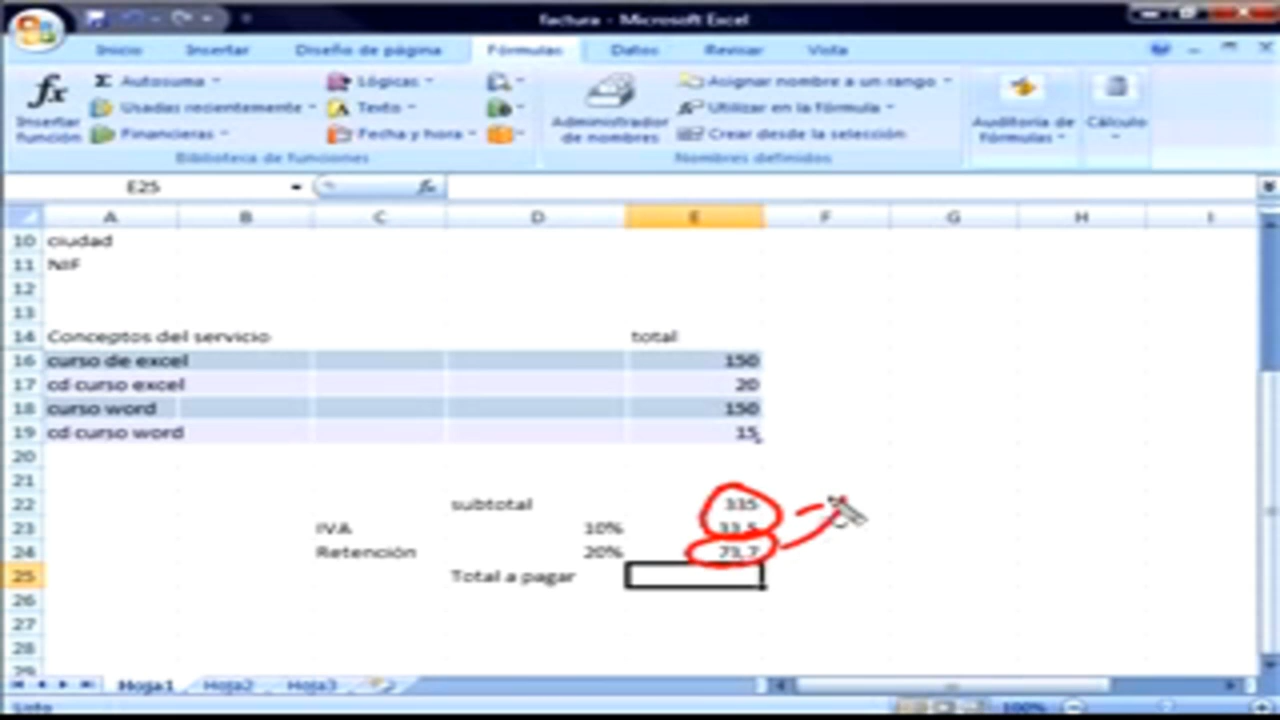 factura - Microsoft Excel
Inicio Insertar Diseño de página Fórmulas Datos Revisar Vista
fx Insertar función
Σ Autosuma
Usadas recientemente
Financieras
Lógicas
Texto
Fecha y hora
Biblioteca de funciones
Administrador de nombres
Asignar nombre a un rango
Utilizar en la fórmula
Crear desde la selección
Nombres definidos
Auditoría de Fórmulas
Cálculo
E25 fx
A B C D E F G H I
10 ciudad
11 NIF
12
13
14 Conceptos del servicio total
16 curso de excel 150
17 cd curso excel 20
18 curso word 150
19 cd curso word 15
20
21
22 subtotal 335
23 IVA 10% 33,5
24 Retención 20% 73,7
25 Total a pagar
26
27
28
29
Hoja1 Hoja2 Hoja3
Listo 100%